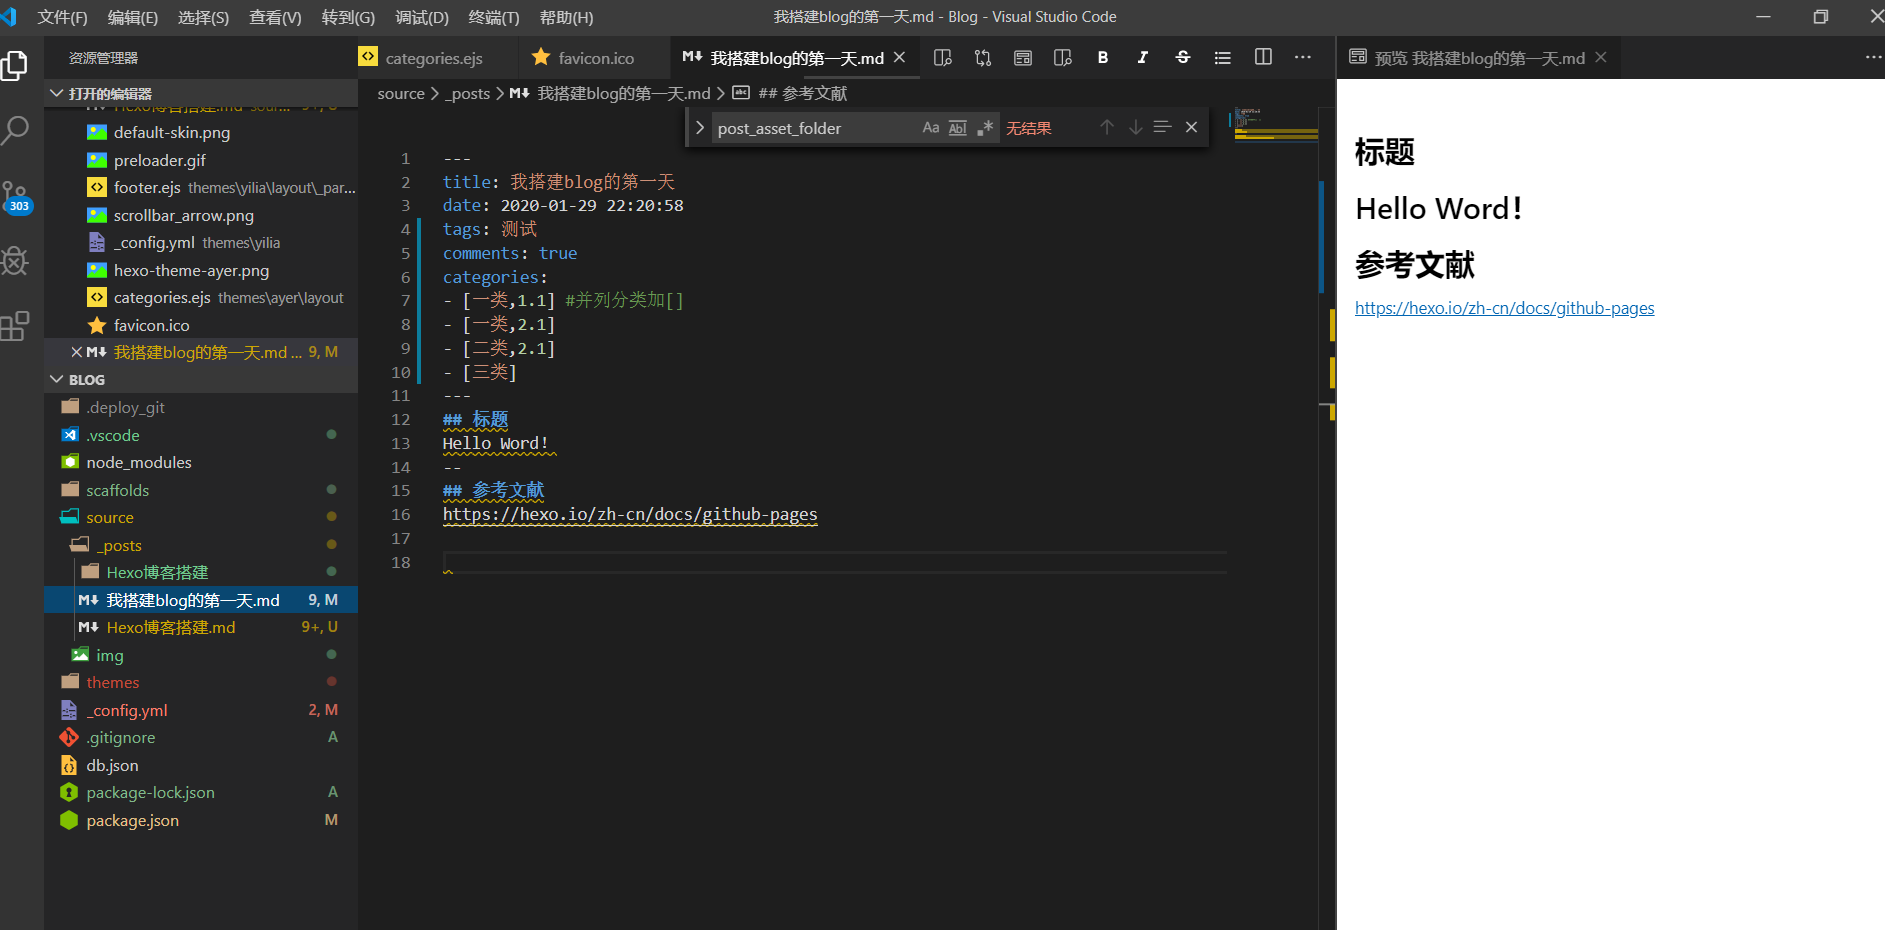 文件(F) 编辑(E) 选择(S) 查看(V) 转到(G) 调试(D) 终端(T) 帮助(H) 我搭建blog的第一天.md - Blog - Visual Studio Code
资源管理器
categories.ejs favicon.ico 我搭建blog的第一天.md
B I S
预览 我搭建blog的第一天.md
打开的编辑器
Hexo博客搭建.md sour... 9+, U
default-skin.png
preloader.gif
footer.ejs themes\yilia\layout\_par...
scrollbar_arrow.png
_config.yml themes\yilia
hexo-theme-ayer.png
categories.ejs themes\ayer\layout
favicon.ico
我搭建blog的第一天.md ... 9, M
303
BLOG
.deploy_git
.vscode
node_modules
scaffolds
source
_posts
Hexo博客搭建
我搭建blog的第一天.md 9, M
Hexo博客搭建.md 9+, U
img
themes
_config.yml 2, M
.gitignore A
db.json
package-lock.json A
package.json M
source > _posts > 我搭建blog的第一天.md > ## 参考文献
post_asset_folder Aa Abl .* 无结果
1 ---
2 title: 我搭建blog的第一天
3 date: 2020-01-29 22:20:58
4 tags: 测试
5 comments: true
6 categories:
7 - [一类,1.1] #并列分类加[]
8 - [一类,2.1]
9 - [二类,2.1]
10 - [三类]
11 ---
12 ## 标题
13 Hello Word！
14 --
15 ## 参考文献
16 https://hexo.io/zh-cn/docs/github-pages
17
18
标题
Hello Word！
参考文献
https://hexo.io/zh-cn/docs/github-pages